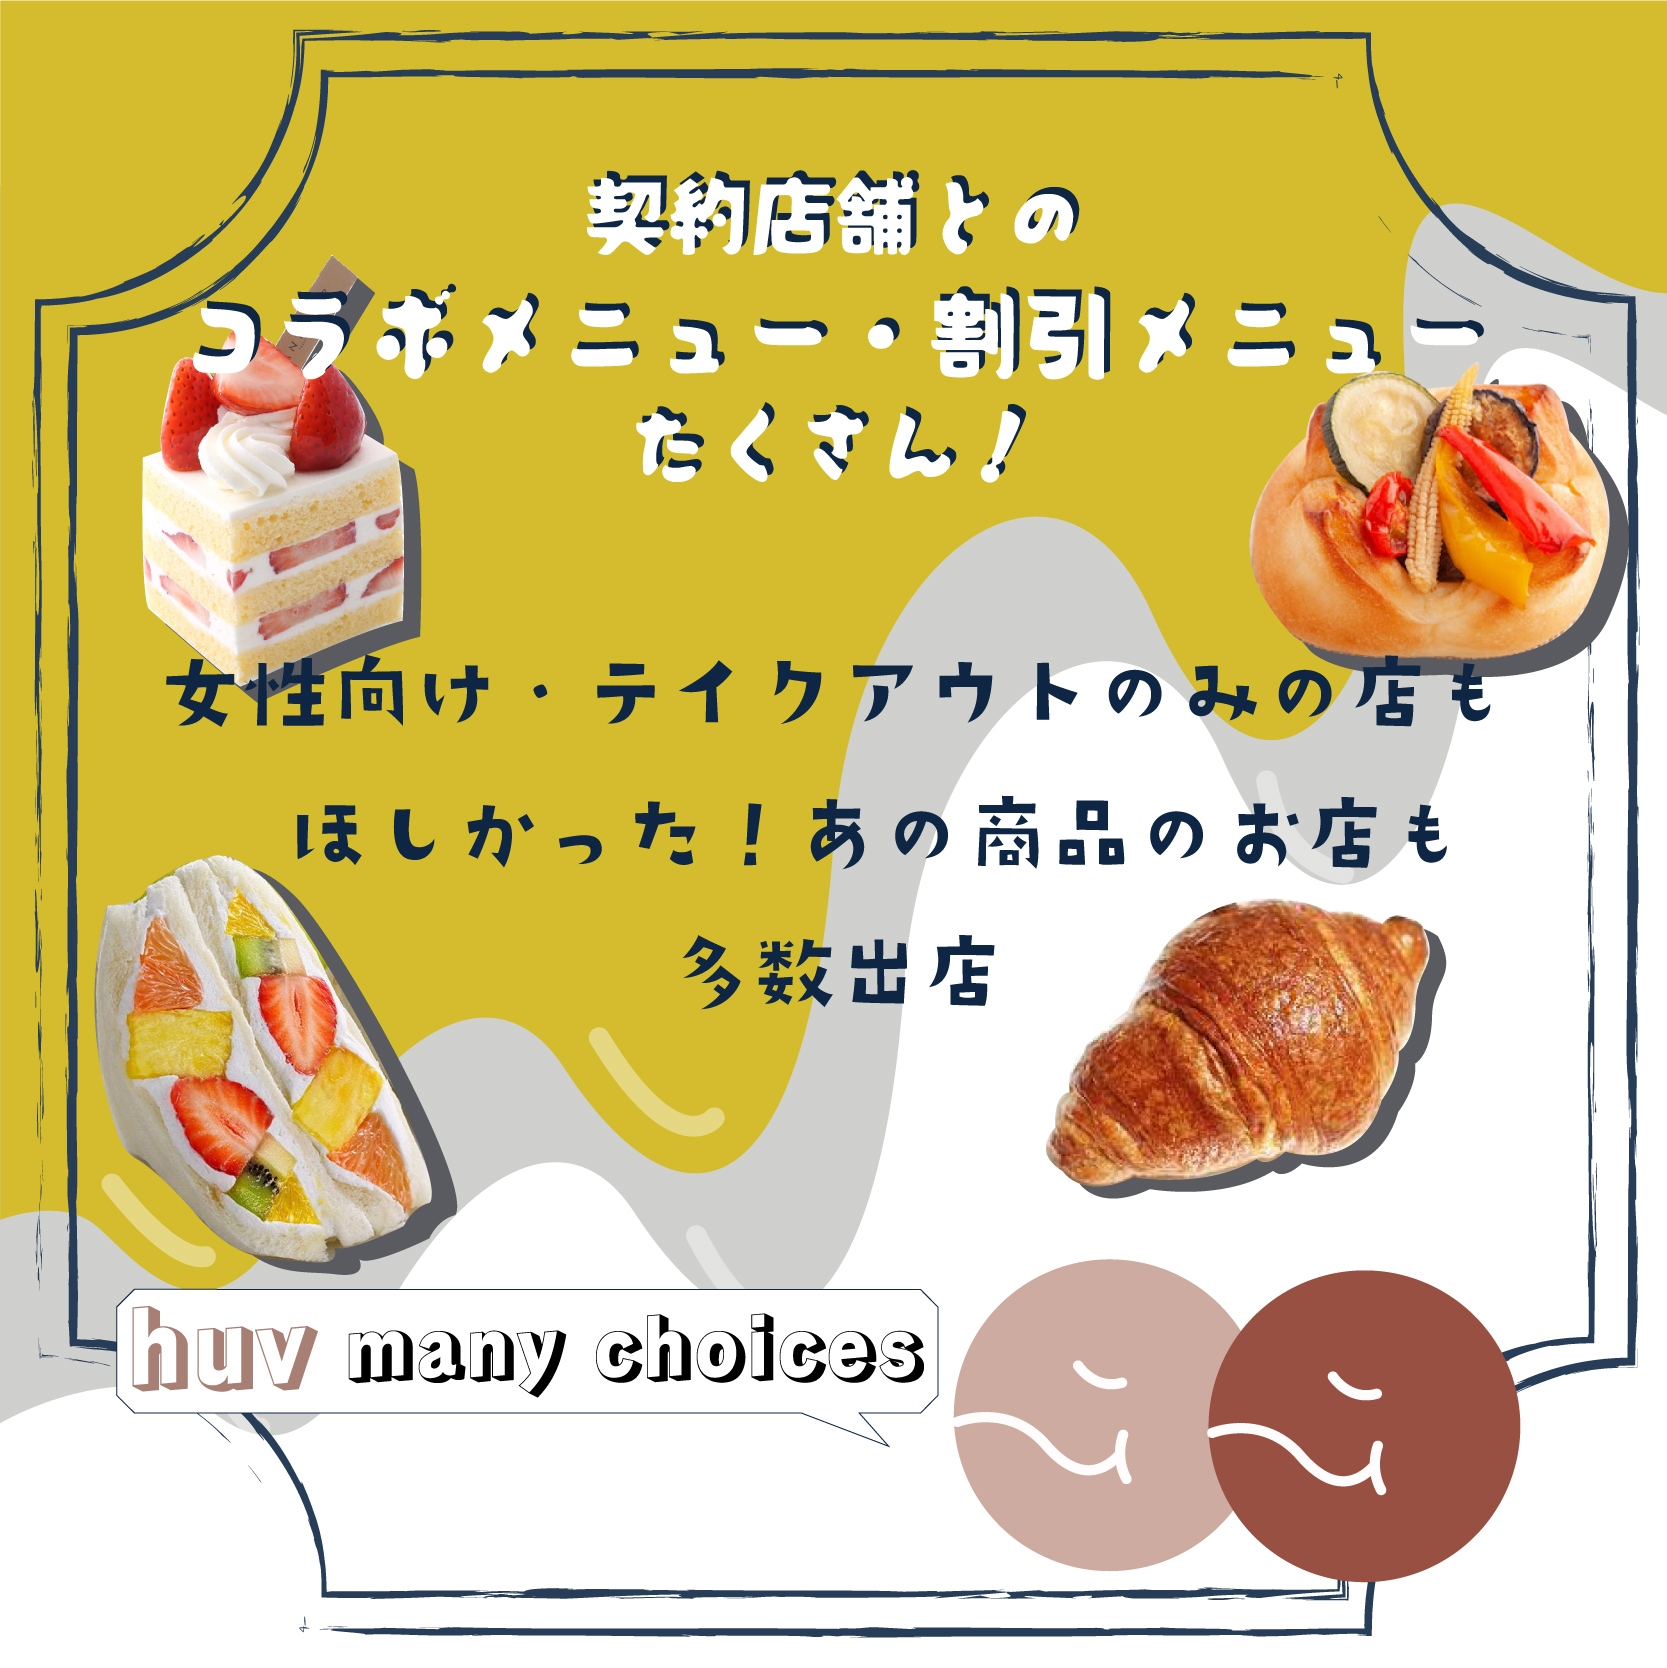 契約店舗との
コラボメニュー・割引メニュー
たくさん！
女性向け・テイクアウトのみの店も
ほしかった！あの商品のお店も
多数出店
huv many choices